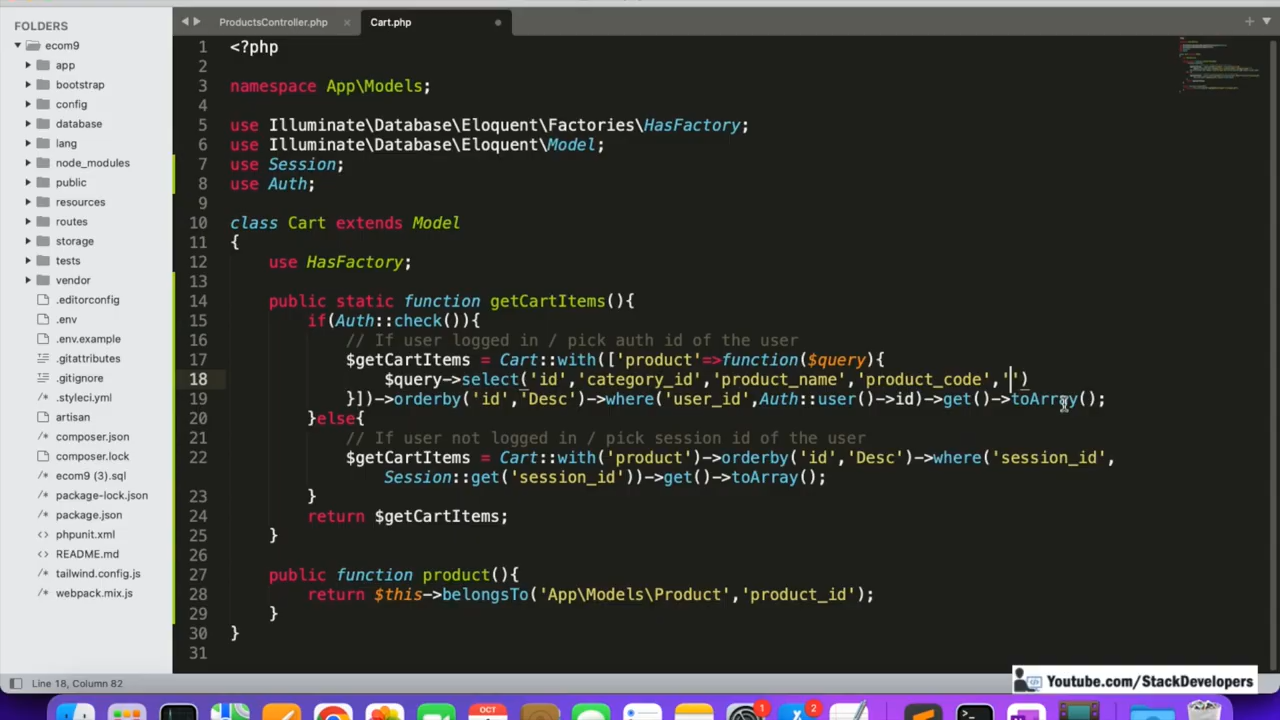 FOLDERS
ecom9
app
bootstrap
config
database
lang
node_modules
public
resources
routes
storage
tests
vendor
.editorconfig
.env
.env.example
.gitattributes
.gitignore
.styleci.yml
artisan
composer.json
composer.lock
ecom9 (3).sql
package-lock.json
package.json
phpunit.xml
README.md
tailwind.config.js
webpack.mix.js
ProductsController.php
Cart.php
1 <?php
2
3 namespace App\Models;
4
5 use Illuminate\Database\Eloquent\Factories\HasFactory;
6 use Illuminate\Database\Eloquent\Model;
7 use Session;
8 use Auth;
9
10 class Cart extends Model
11 {
12 use HasFactory;
13
14 public static function getCartItems(){
15 if(Auth::check()){
16 // If user logged in / pick auth id of the user
17 $getCartItems = Cart::with(['product'=>function($query){
18 $query->select('id','category_id','product_name','product_code','')
19 }])->orderby('id','Desc')->where('user_id',Auth::user()->id)->get()->toArray();
20 }else{
21 // If user not logged in / pick session id of the user
22 $getCartItems = Cart::with('product')->orderby('id','Desc')->where('session_id',
Session::get('session_id'))->get()->toArray();
23 }
24 return $getCartItems;
25 }
26
27 public function product(){
28 return $this->belongsTo('App\Models\Product','product_id');
29 }
30 }
31
Line 18, Column 82
Youtube.com/StackDevelopers
OCT
1
2